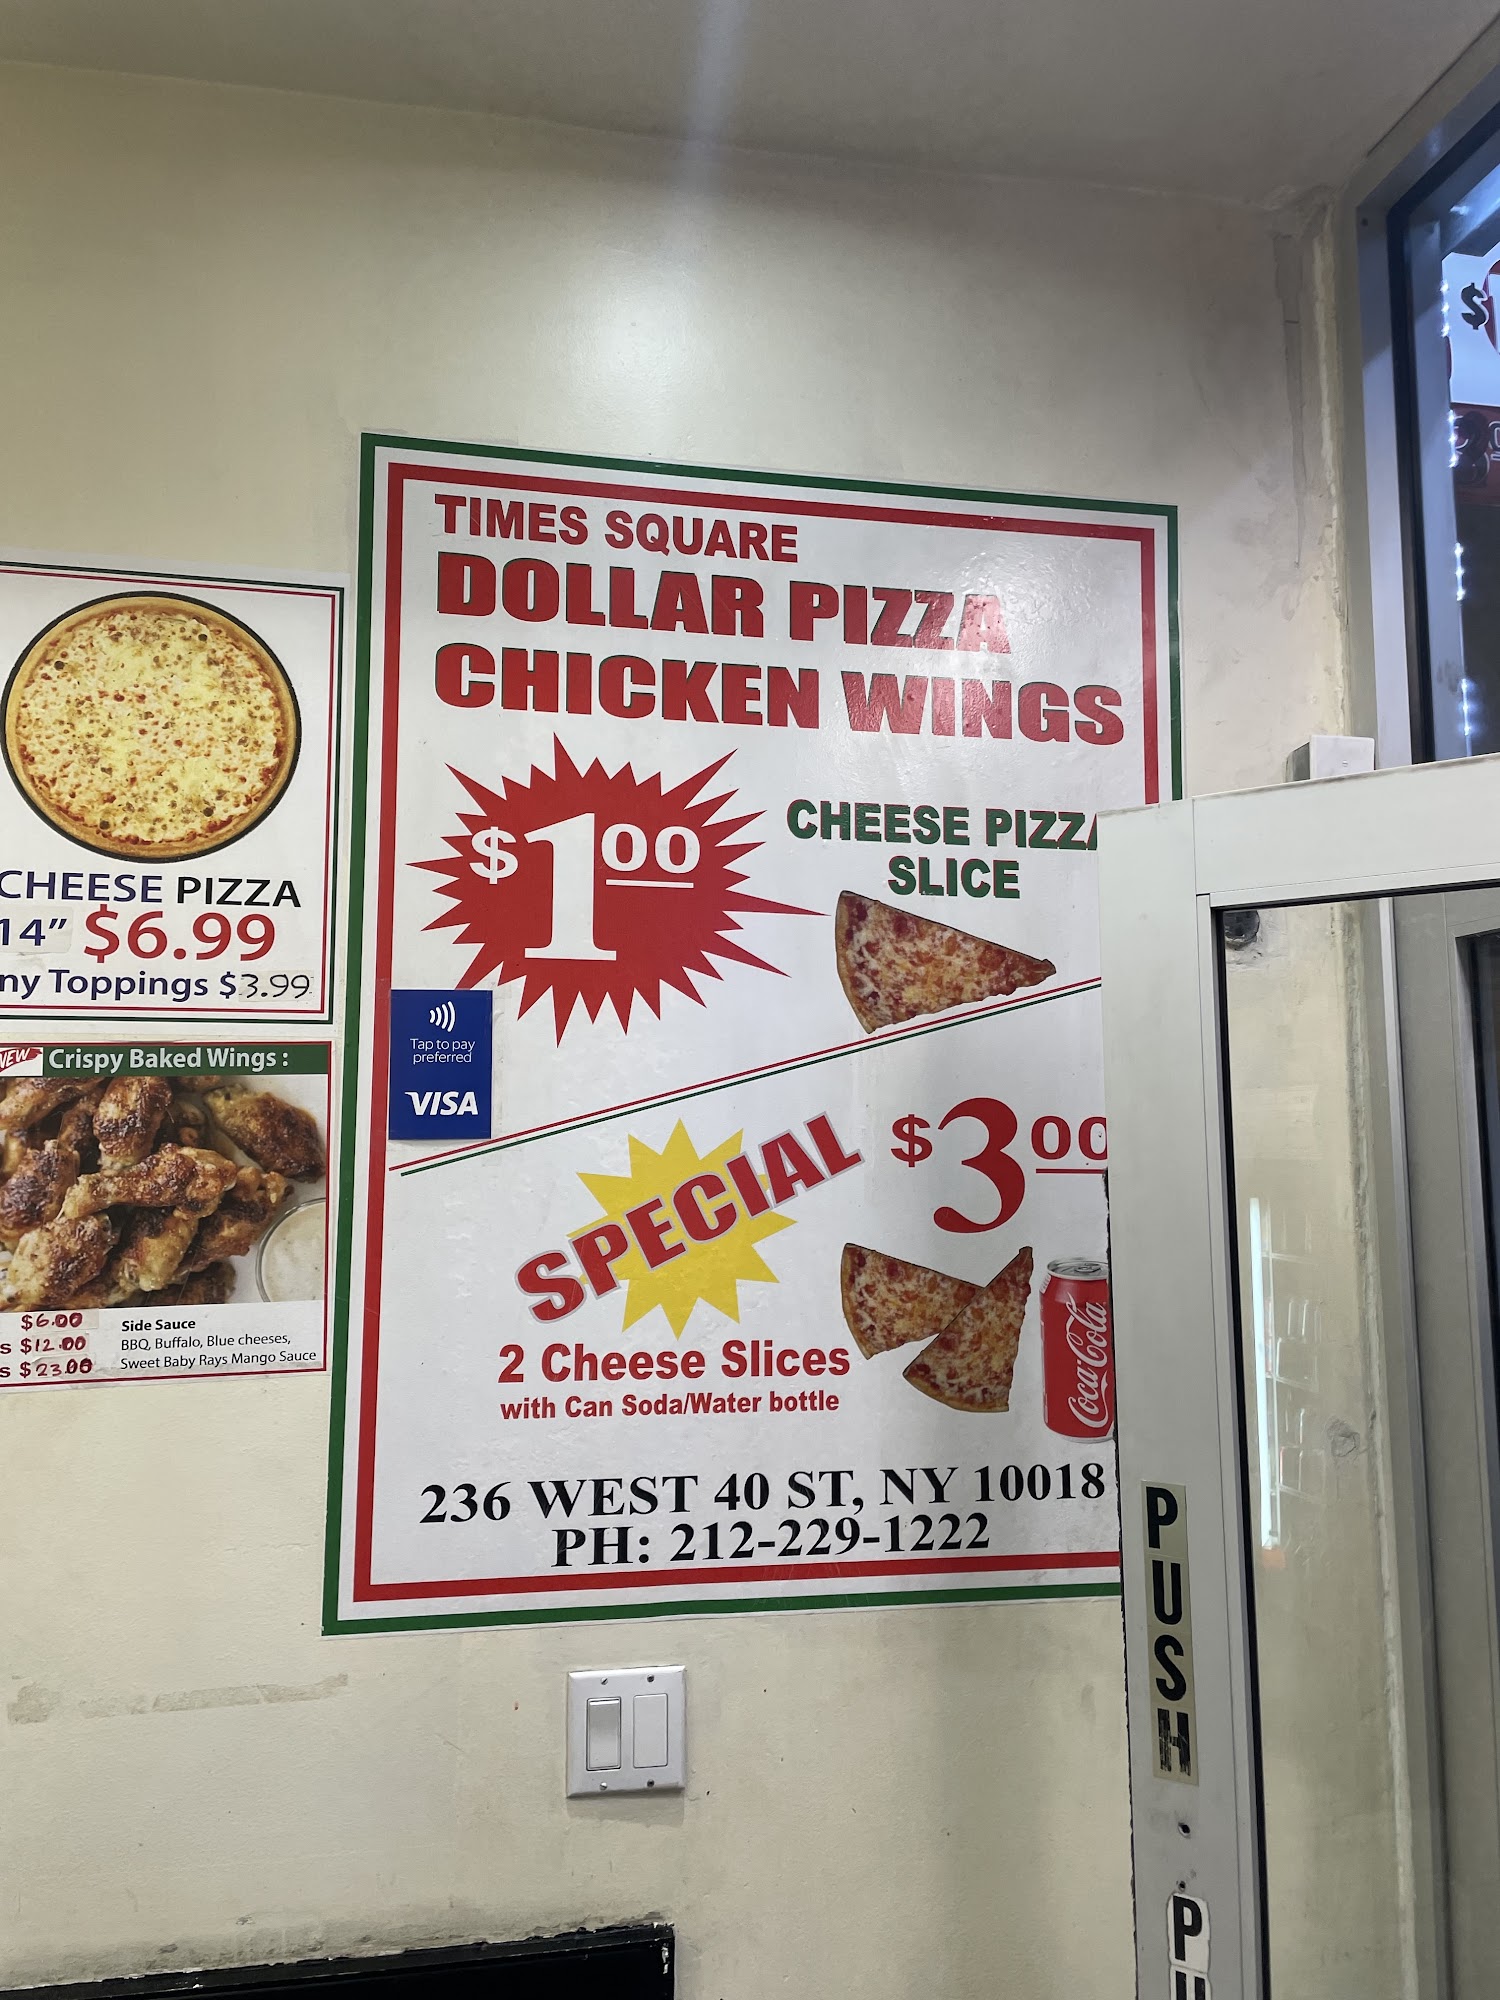 CHEESE PIZZA
14” $6.99
ny Toppings $3.99
NEW Crispy Baked Wings :
$6.00
s $12.00
s $23.00
Side Sauce
BBQ, Buffalo, Blue cheeses,
Sweet Baby Rays Mango Sauce
TIMES SQUARE
DOLLAR PIZZA
CHICKEN WINGS
$1.00
CHEESE PIZZA
SLICE
Tap to pay
preferred
VISA
SPECIAL
$3.00
2 Cheese Slices
with Can Soda/Water bottle
Coca-Cola
236 WEST 40 ST, NY 10018
PH: 212-229-1222
PUSH
PU
$